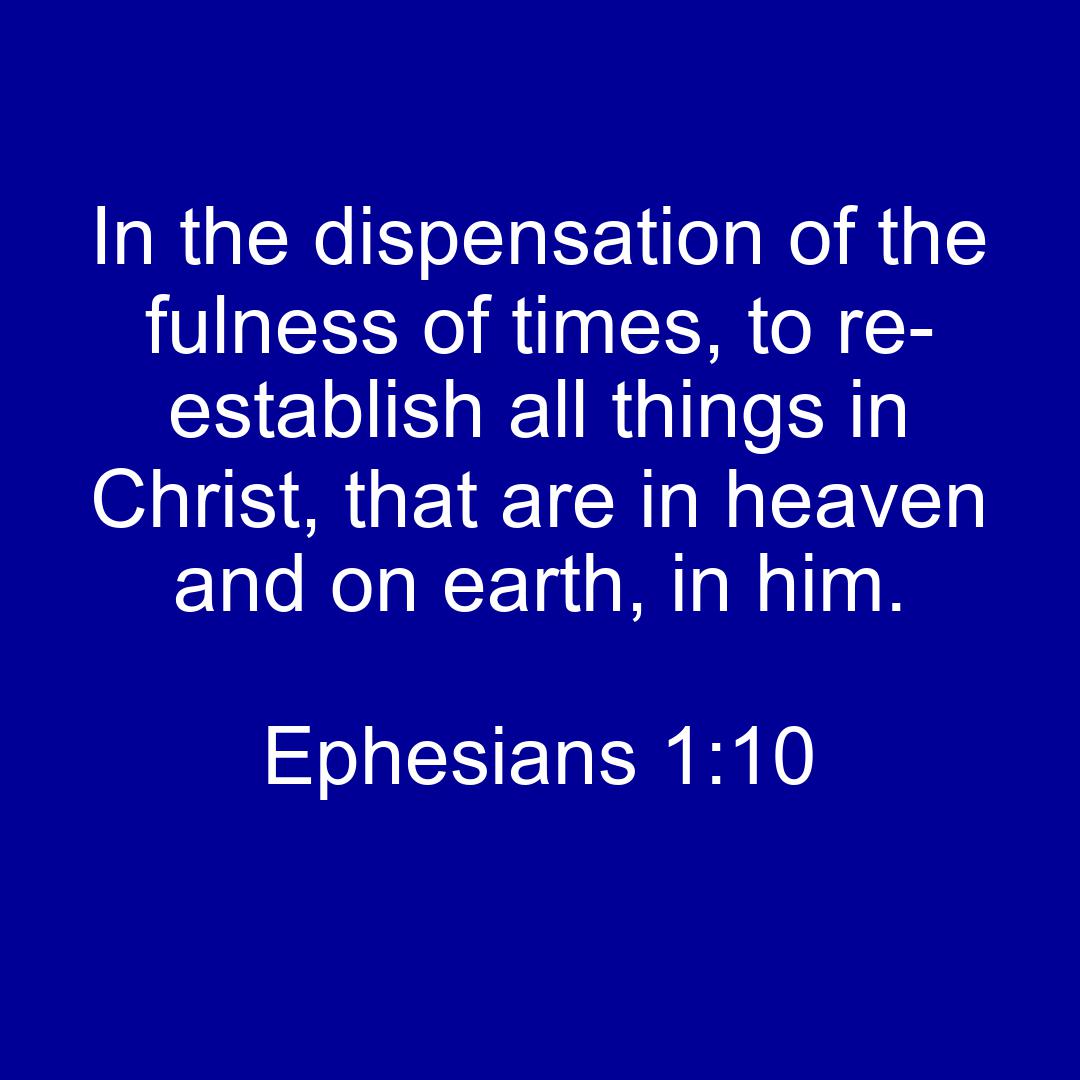 In the dispensation of the
fulness of times, to re-
establish all things in
Christ, that are in heaven
and on earth, in him.
Ephesians 1:10